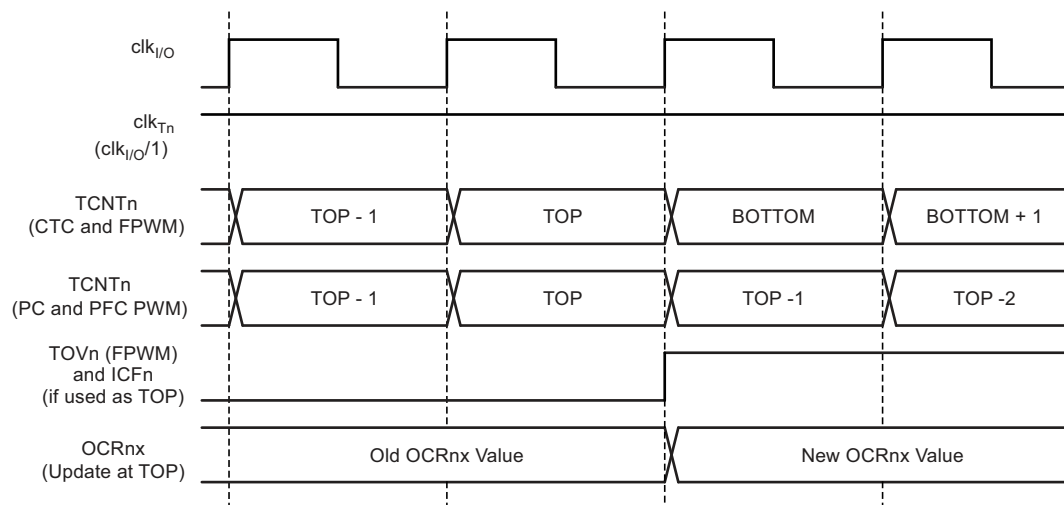 clkI/O
clkTn
(clkI/O/1)
TCNTn
(CTC and FPWM)
TOP - 1
TOP
BOTTOM
BOTTOM + 1
TCNTn
(PC and PFC PWM)
TOP - 1
TOP
TOP -1
TOP -2
TOVn (FPWM)
and ICFn
(if used as TOP)
OCRnx
(Update at TOP)
Old OCRnx Value
New OCRnx Value